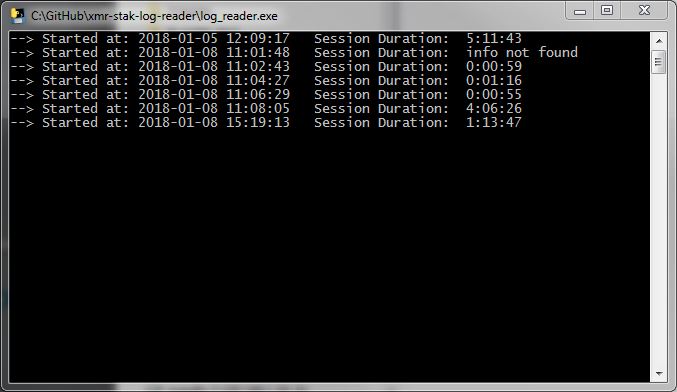 C:\GitHub\xmr-stak-log-reader\log_reader.exe
--> Started at: 2018-01-05 12:09:17   Session Duration:  5:11:43
--> Started at: 2018-01-08 11:01:48   Session Duration:  info not found
--> Started at: 2018-01-08 11:02:43   Session Duration:  0:00:59
--> Started at: 2018-01-08 11:04:27   Session Duration:  0:01:16
--> Started at: 2018-01-08 11:06:29   Session Duration:  0:00:55
--> Started at: 2018-01-08 11:08:05   Session Duration:  4:06:26
--> Started at: 2018-01-08 15:19:13   Session Duration:  1:13:47